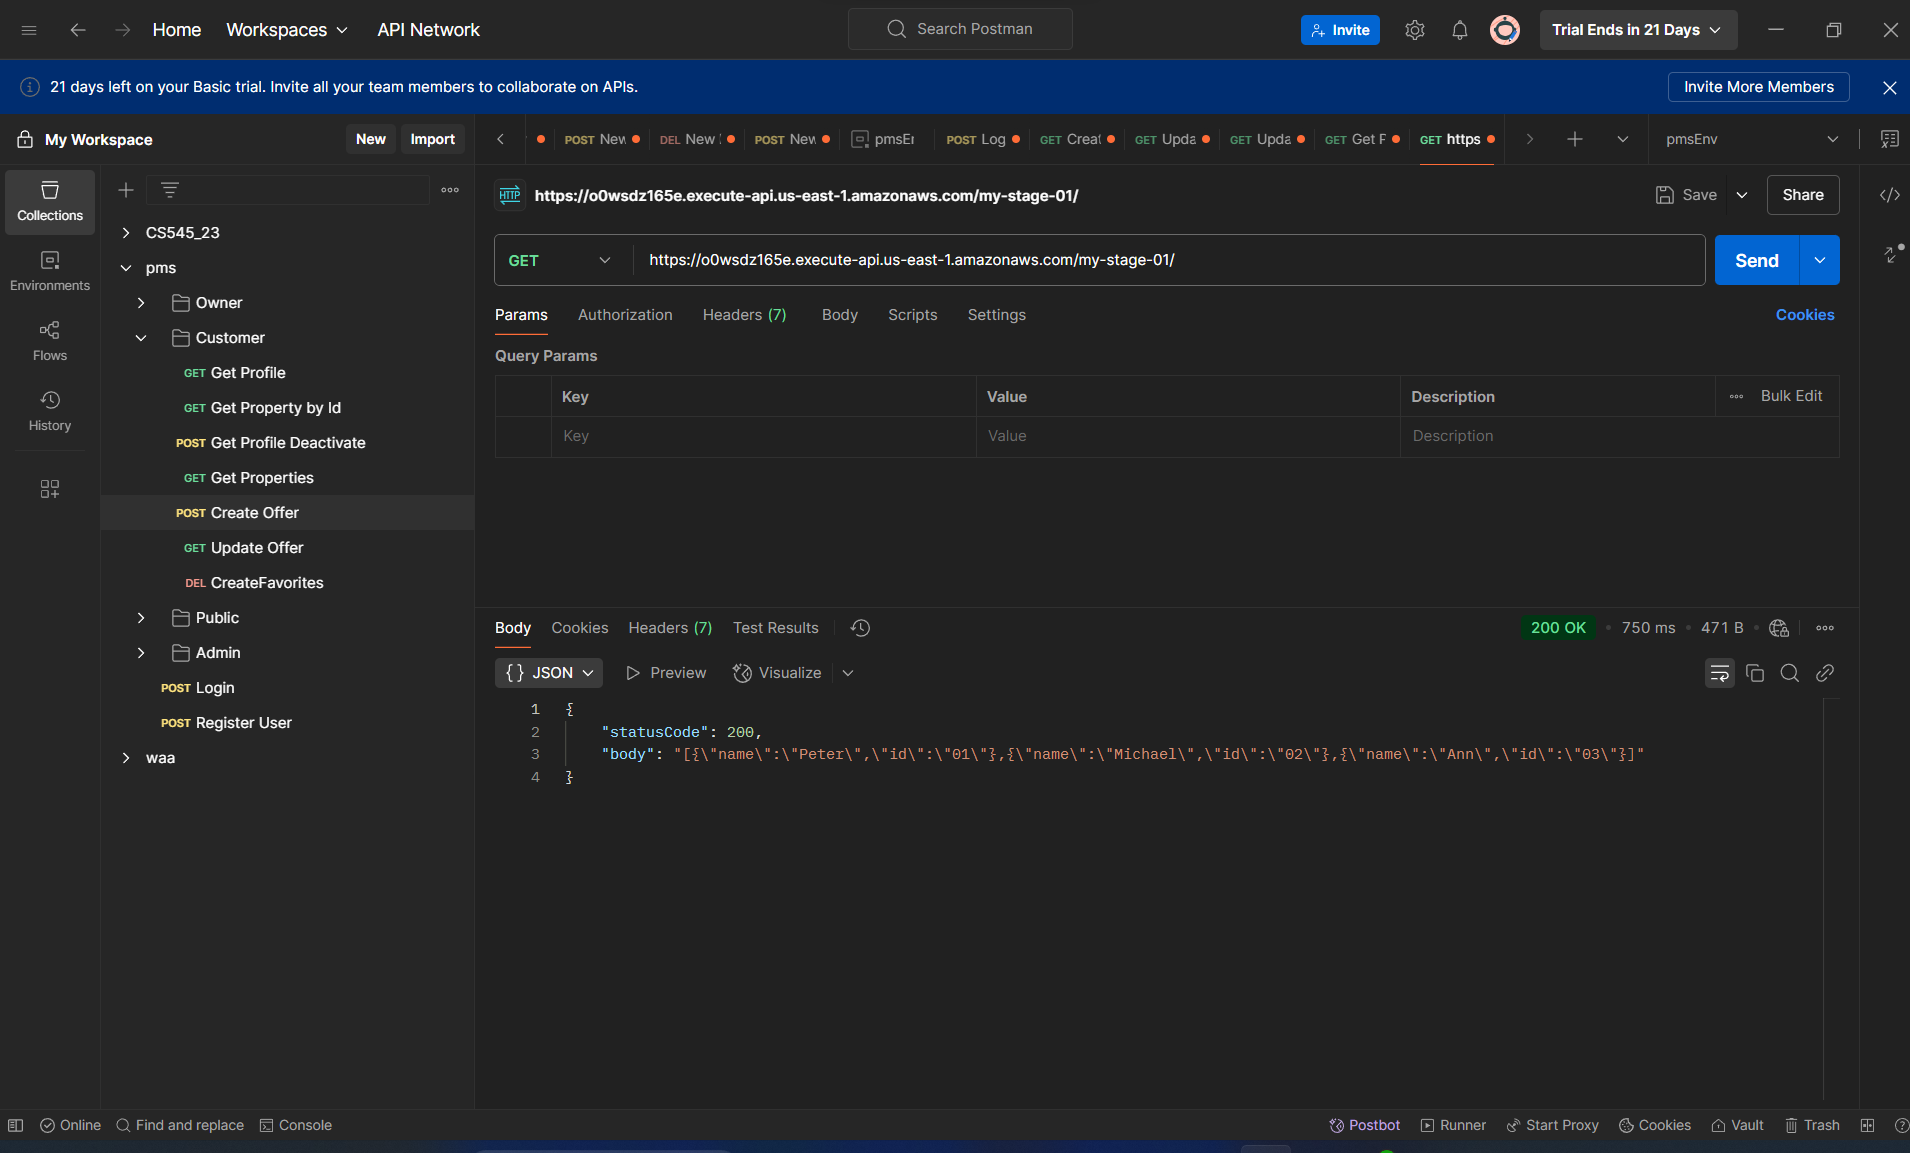 Home Workspaces API Network Search Postman Invite Trial Ends in 21 Days
21 days left on your Basic trial. Invite all your team members to collaborate on APIs. Invite More Members
My Workspace New Import POST New DEL New POST New pmsEn POST Log GET Creat GET Upda GET Upda GET Get F GET https pmsEnv
Collections
Environments
Flows
History
CS545_23
pms
Owner
Customer
GET Get Profile
GET Get Property by Id
POST Get Profile Deactivate
GET Get Properties
POST Create Offer
GET Update Offer
DEL CreateFavorites
Public
Admin
POST Login
POST Register User
waa
HTTP https://o0wsdz165e.execute-api.us-east-1.amazonaws.com/my-stage-01/ Save Share
GET https://o0wsdz165e.execute-api.us-east-1.amazonaws.com/my-stage-01/ Send
Params Authorization Headers (7) Body Scripts Settings Cookies
Query Params
Key Value Description Bulk Edit
Key Value Description
Body Cookies Headers (7) Test Results 200 OK • 750 ms • 471 B •
{} JSON Preview Visualize
1 {
2 "statusCode": 200,
3 "body": "[{\"name\":\"Peter\",\"id\":\"01\"},{\"name\":\"Michael\",\"id\":\"02\"},{\"name\":\"Ann\",\"id\":\"03\"}]"
4 }
Online Find and replace Console Postbot Runner Start Proxy Cookies Vault Trash